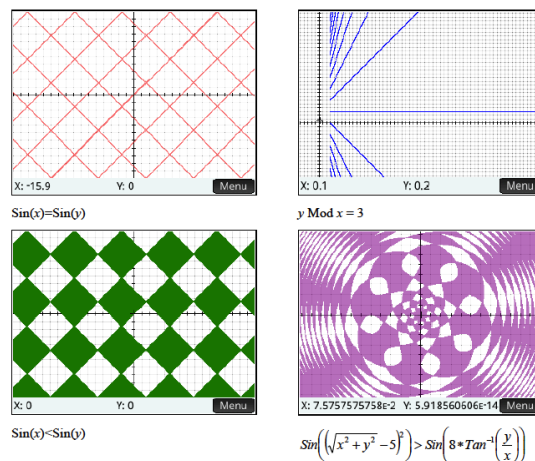 X: -15.9 Y: 0 Menu
X: 0.1 Y: 0.2 Menu
Sin(x)=Sin(y)
y Mod x = 3
X: 0 Y: 0 Menu
X: 7.5757575758E-2 Y: 5.918560606E-14 Menu
Sin(x)<Sin(y)
Sin((√x² + y² −5)²) > Sin(8*Tan⁻¹(y/x))